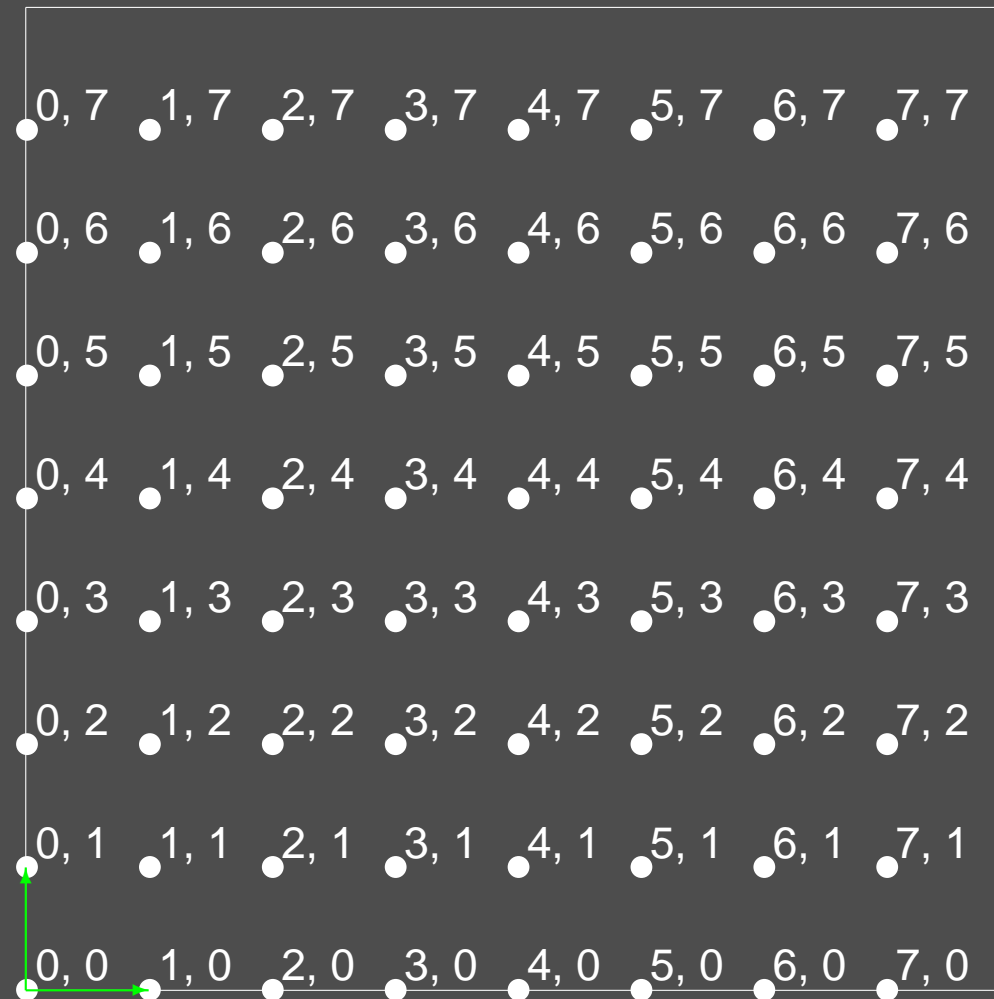 0, 7 1, 7 2, 7 3, 7 4, 7 5, 7 6, 7 7, 7
0, 6 1, 6 2, 6 3, 6 4, 6 5, 6 6, 6 7, 6
0, 5 1, 5 2, 5 3, 5 4, 5 5, 5 6, 5 7, 5
0, 4 1, 4 2, 4 3, 4 4, 4 5, 4 6, 4 7, 4
0, 3 1, 3 2, 3 3, 3 4, 3 5, 3 6, 3 7, 3
0, 2 1, 2 2, 2 3, 2 4, 2 5, 2 6, 2 7, 2
0, 1 1, 1 2, 1 3, 1 4, 1 5, 1 6, 1 7, 1
0, 0 1, 0 2, 0 3, 0 4, 0 5, 0 6, 0 7, 0